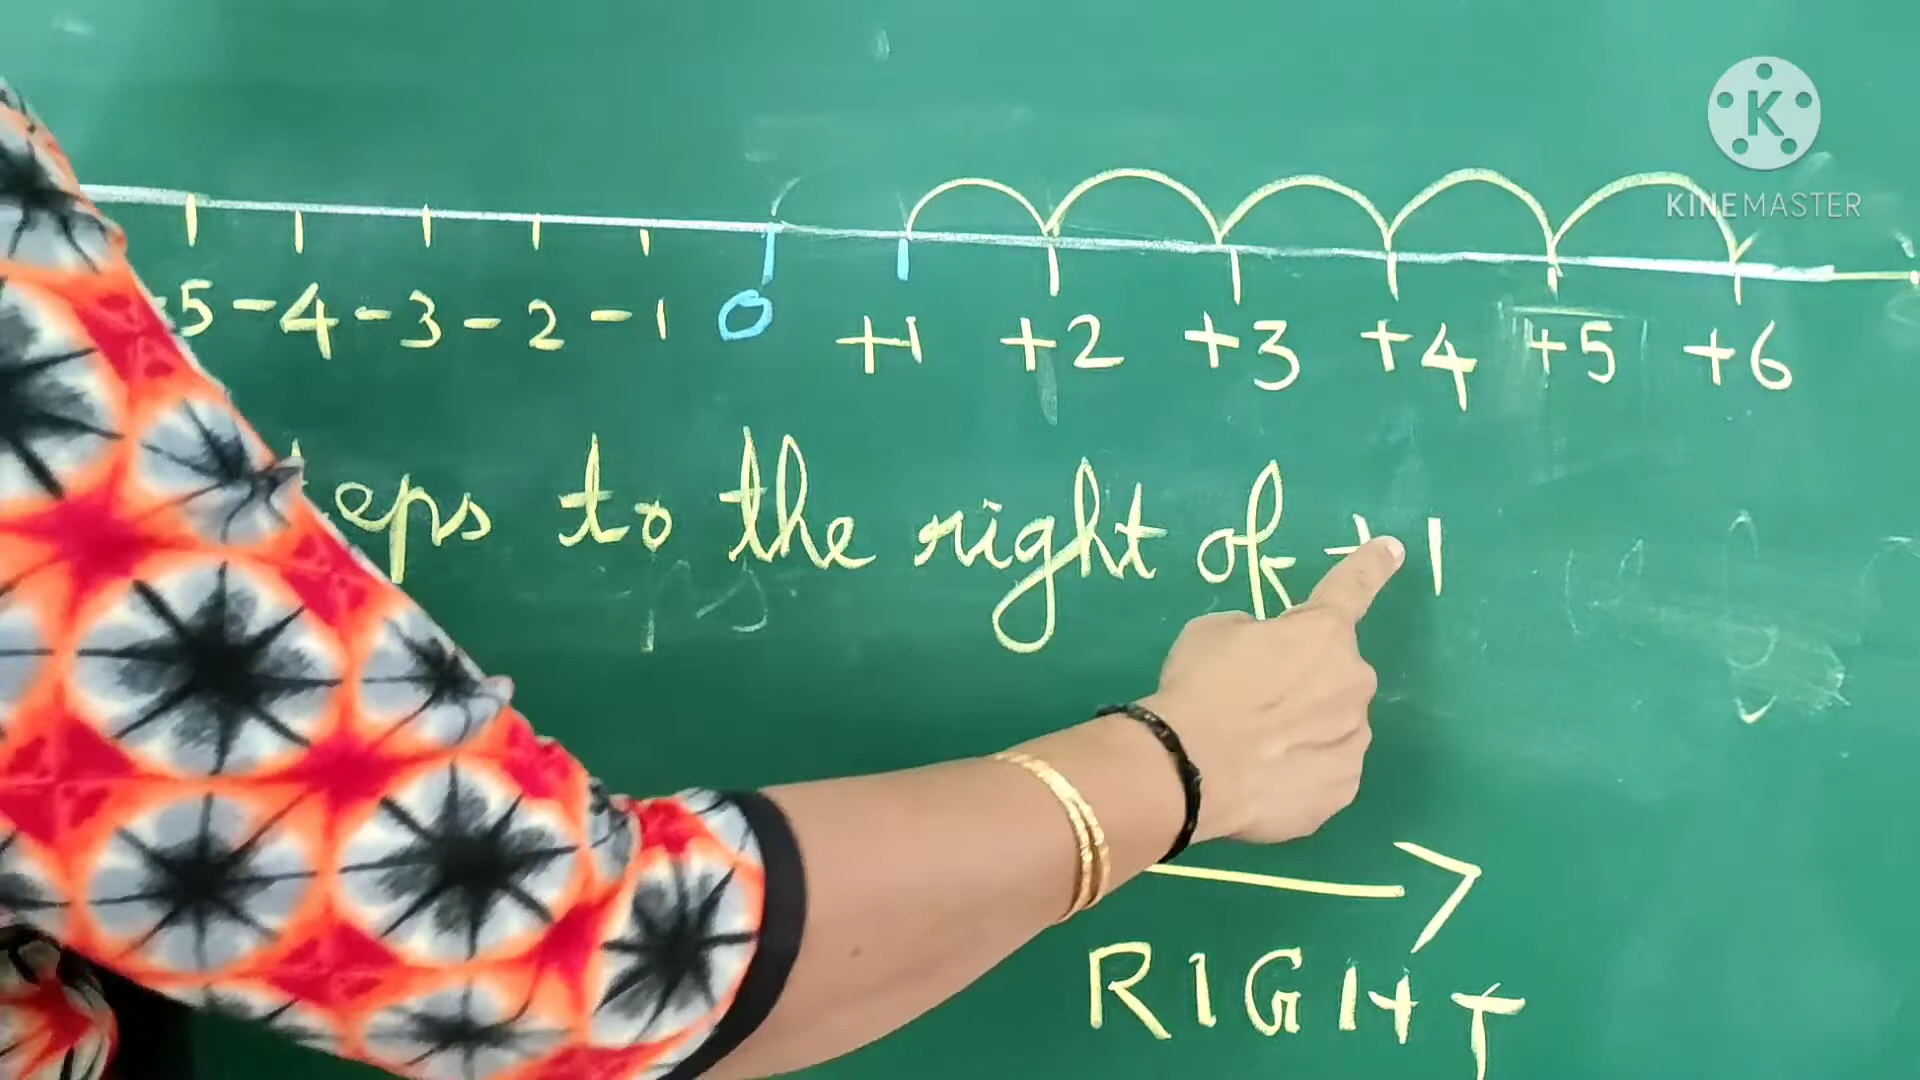 K
KINEMASTER
-5 -4 -3 -2 -1 0 +1 +2 +3 +4 +5 +6
teps to the right of +1
RIGHT